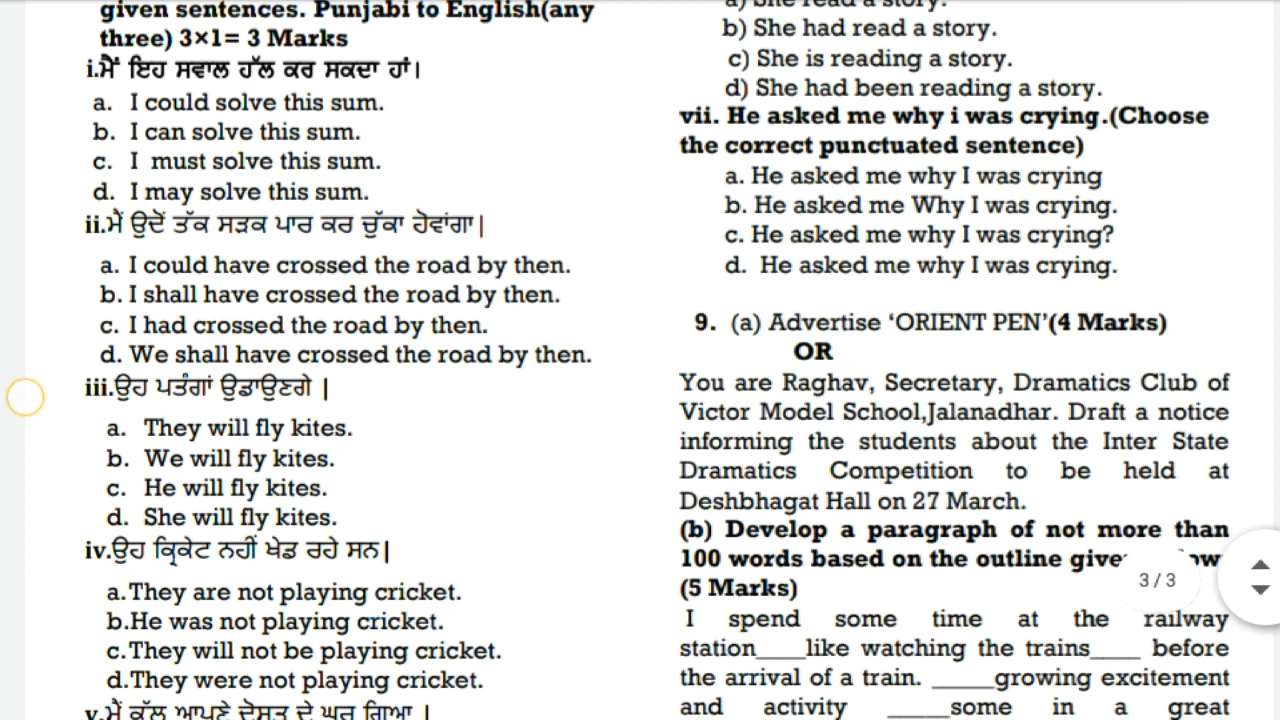 given sentences. Punjabi to English(any
three) 3×1= 3 Marks
i.ਮੈਂ ਇਹ ਸਵਾਲ ਹੱਲ ਕਰ ਸਕਦਾ ਹਾਂ।
a. I could solve this sum.
b. I can solve this sum.
c. I must solve this sum.
d. I may solve this sum.
ii.ਮੈਂ ਉਦੋਂ ਤੱਕ ਸੜਕ ਪਾਰ ਕਰ ਚੁੱਕਾ ਹੋਵਾਂਗਾ|
a. I could have crossed the road by then.
b. I shall have crossed the road by then.
c. I had crossed the road by then.
d. We shall have crossed the road by then.
iii.ਉਹ ਪਤੰਗਾਂ ਉਡਾਉਣਗੇ |
a. They will fly kites.
b. We will fly kites.
c. He will fly kites.
d. She will fly kites.
iv.ਉਹ ਕ੍ਰਿਕੇਟ ਨਹੀਂ ਖੇਡ ਰਹੇ ਸਨ|
a.They are not playing cricket.
b.He was not playing cricket.
c.They will not be playing cricket.
d.They were not playing cricket.
v.ਮੈਂ ਕੱਲ ਆਪਣੇ ਦੋਸਤ ਦੇ ਘਰ ਗਿਆ |
a) She read a story.
b) She had read a story.
c) She is reading a story.
d) She had been reading a story.
vii. He asked me why i was crying.(Choose
the correct punctuated sentence)
a. He asked me why I was crying
b. He asked me Why I was crying.
c. He asked me why I was crying?
d. He asked me why I was crying.
9. (a) Advertise ‘ORIENT PEN’(4 Marks)
OR
You are Raghav, Secretary, Dramatics Club of
Victor Model School,Jalanadhar. Draft a notice
informing the students about the Inter State
Dramatics Competition to be held at
Deshbhagat Hall on 27 March.
(b) Develop a paragraph of not more than
100 words based on the outline give
(5 Marks)
3 / 3
I spend some time at the railway
station____like watching the trains____ before
the arrival of a train. _____growing excitement
and activity _____some in a great